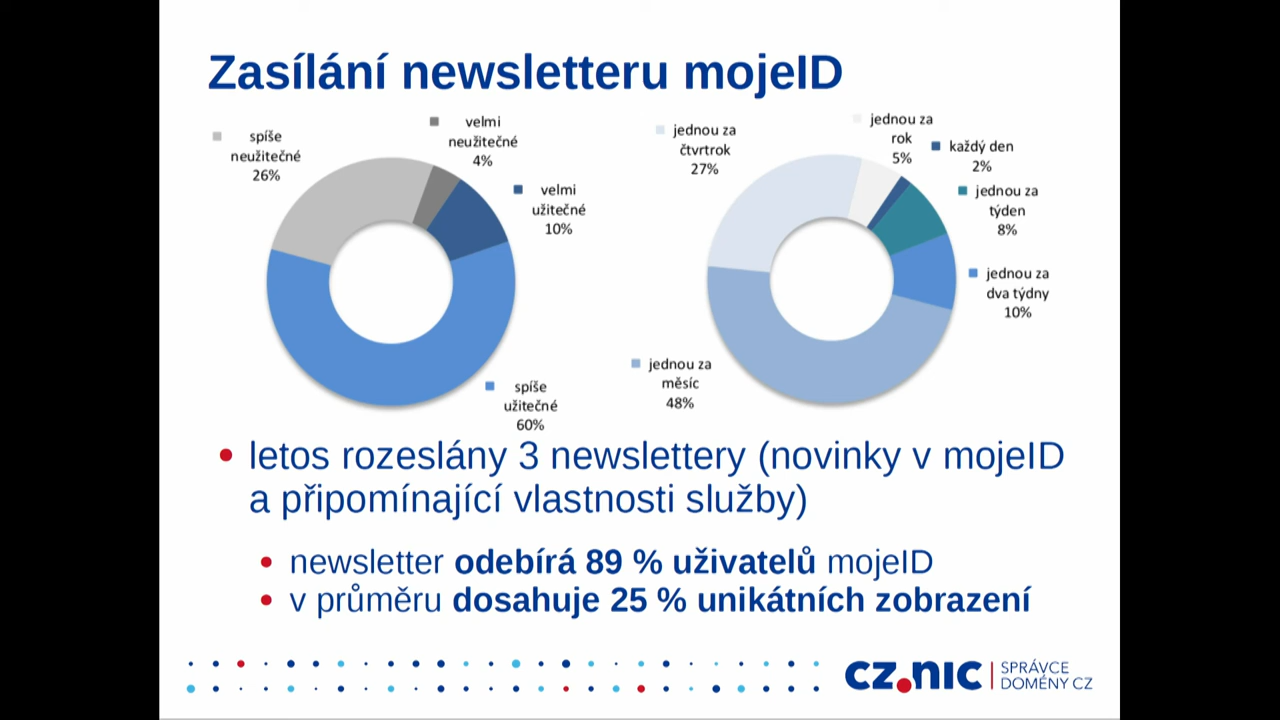 Zasílání newsletteru mojeID
spíše
neužitečné
26%
velmi
neužitečné
4%
velmi
užitečné
10%
spíše
užitečné
60%
jednou za
čtvrtrok
27%
jednou za
rok
5%
každý den
2%
jednou za
týden
8%
jednou za
dva týdny
10%
jednou za
měsíc
48%
letos rozeslány 3 newslettery (novinky v mojeID
a připomínající vlastnosti služby)
newsletter odebírá 89 % uživatelů mojeID
v průměru dosahuje 25 % unikátních zobrazení
CZ.NIC
SPRÁVCE
DOMÉNY CZ